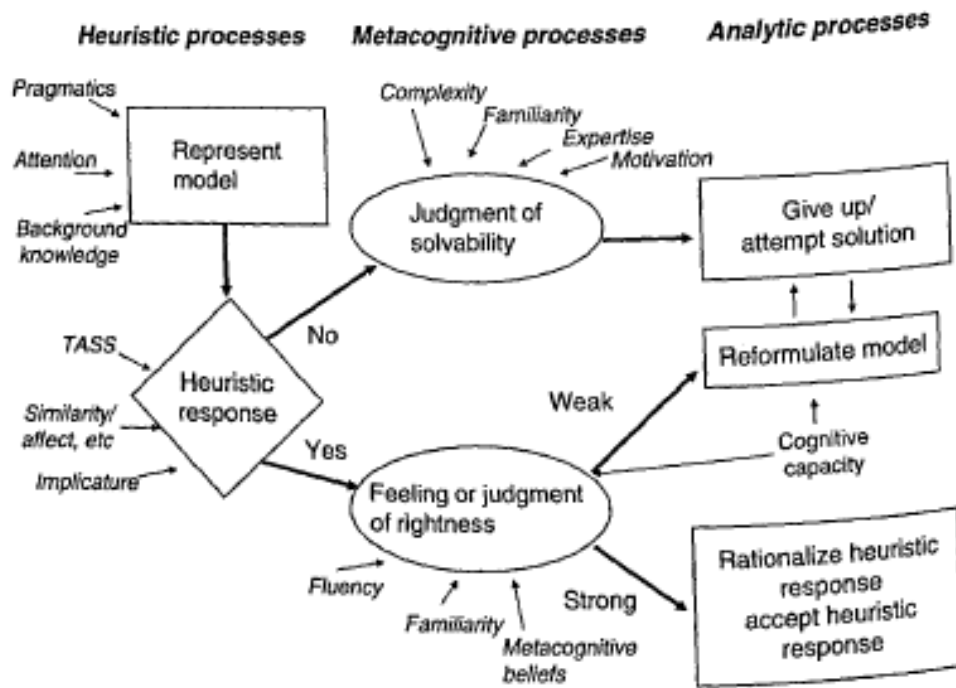 Heuristic processes
Metacognitive processes
Analytic processes
Pragmatics
Attention
Background
knowledge
Represent
model
Complexity
Familiarity
Expertise
Motivation
Judgment of
solvability
Give up/
attempt solution
No
TASS
Similarity/
affect, etc
Implicature
Heuristic
response
Yes
Weak
Reformulate model
Cognitive
capacity
Feeling or judgment
of rightness
Fluency
Familiarity
Metacognitive
beliefs
Strong
Rationalize heuristic
response
accept heuristic
response